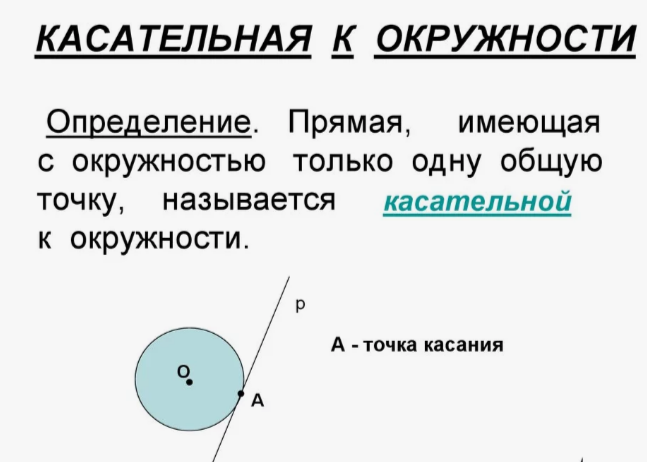 КАСАТЕЛЬНАЯ К ОКРУЖНОСТИ
Определение. Прямая, имеющая
с окружностью только одну общую
точку, называется касательной
к окружности.
р
А - точка касания
О
А